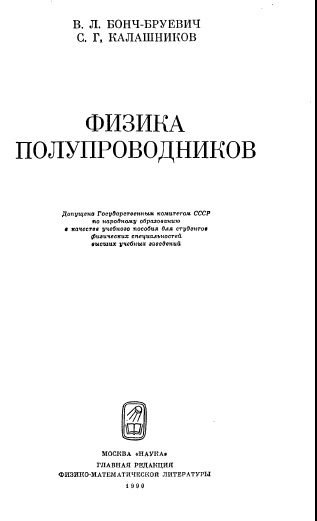 В. Л. БОНЧ-БРУЕВИЧ
С. Г. КАЛАШНИКОВ
ФИЗИКА
ПОЛУПРОВОДНИКОВ
Допущено Государственным комитетом СССР
по народному образованию
в качестве учебного пособия для студентов
физических специальностей
высших учебных заведений
МОСКВА «НАУКА»
ГЛАВНАЯ РЕДАКЦИЯ
ФИЗИКО-МАТЕМАТИЧЕСКОЙ ЛИТЕРАТУРЫ
1990